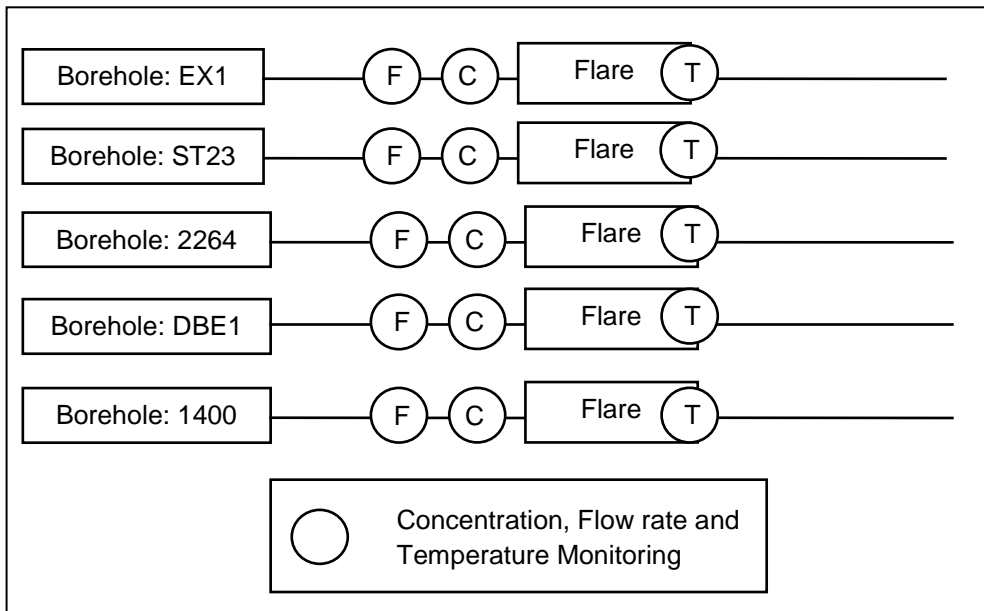 Borehole: EX1 F C Flare T
Borehole: ST23 F C Flare T
Borehole: 2264 F C Flare T
Borehole: DBE1 F C Flare T
Borehole: 1400 F C Flare T
Concentration, Flow rate and
Temperature Monitoring